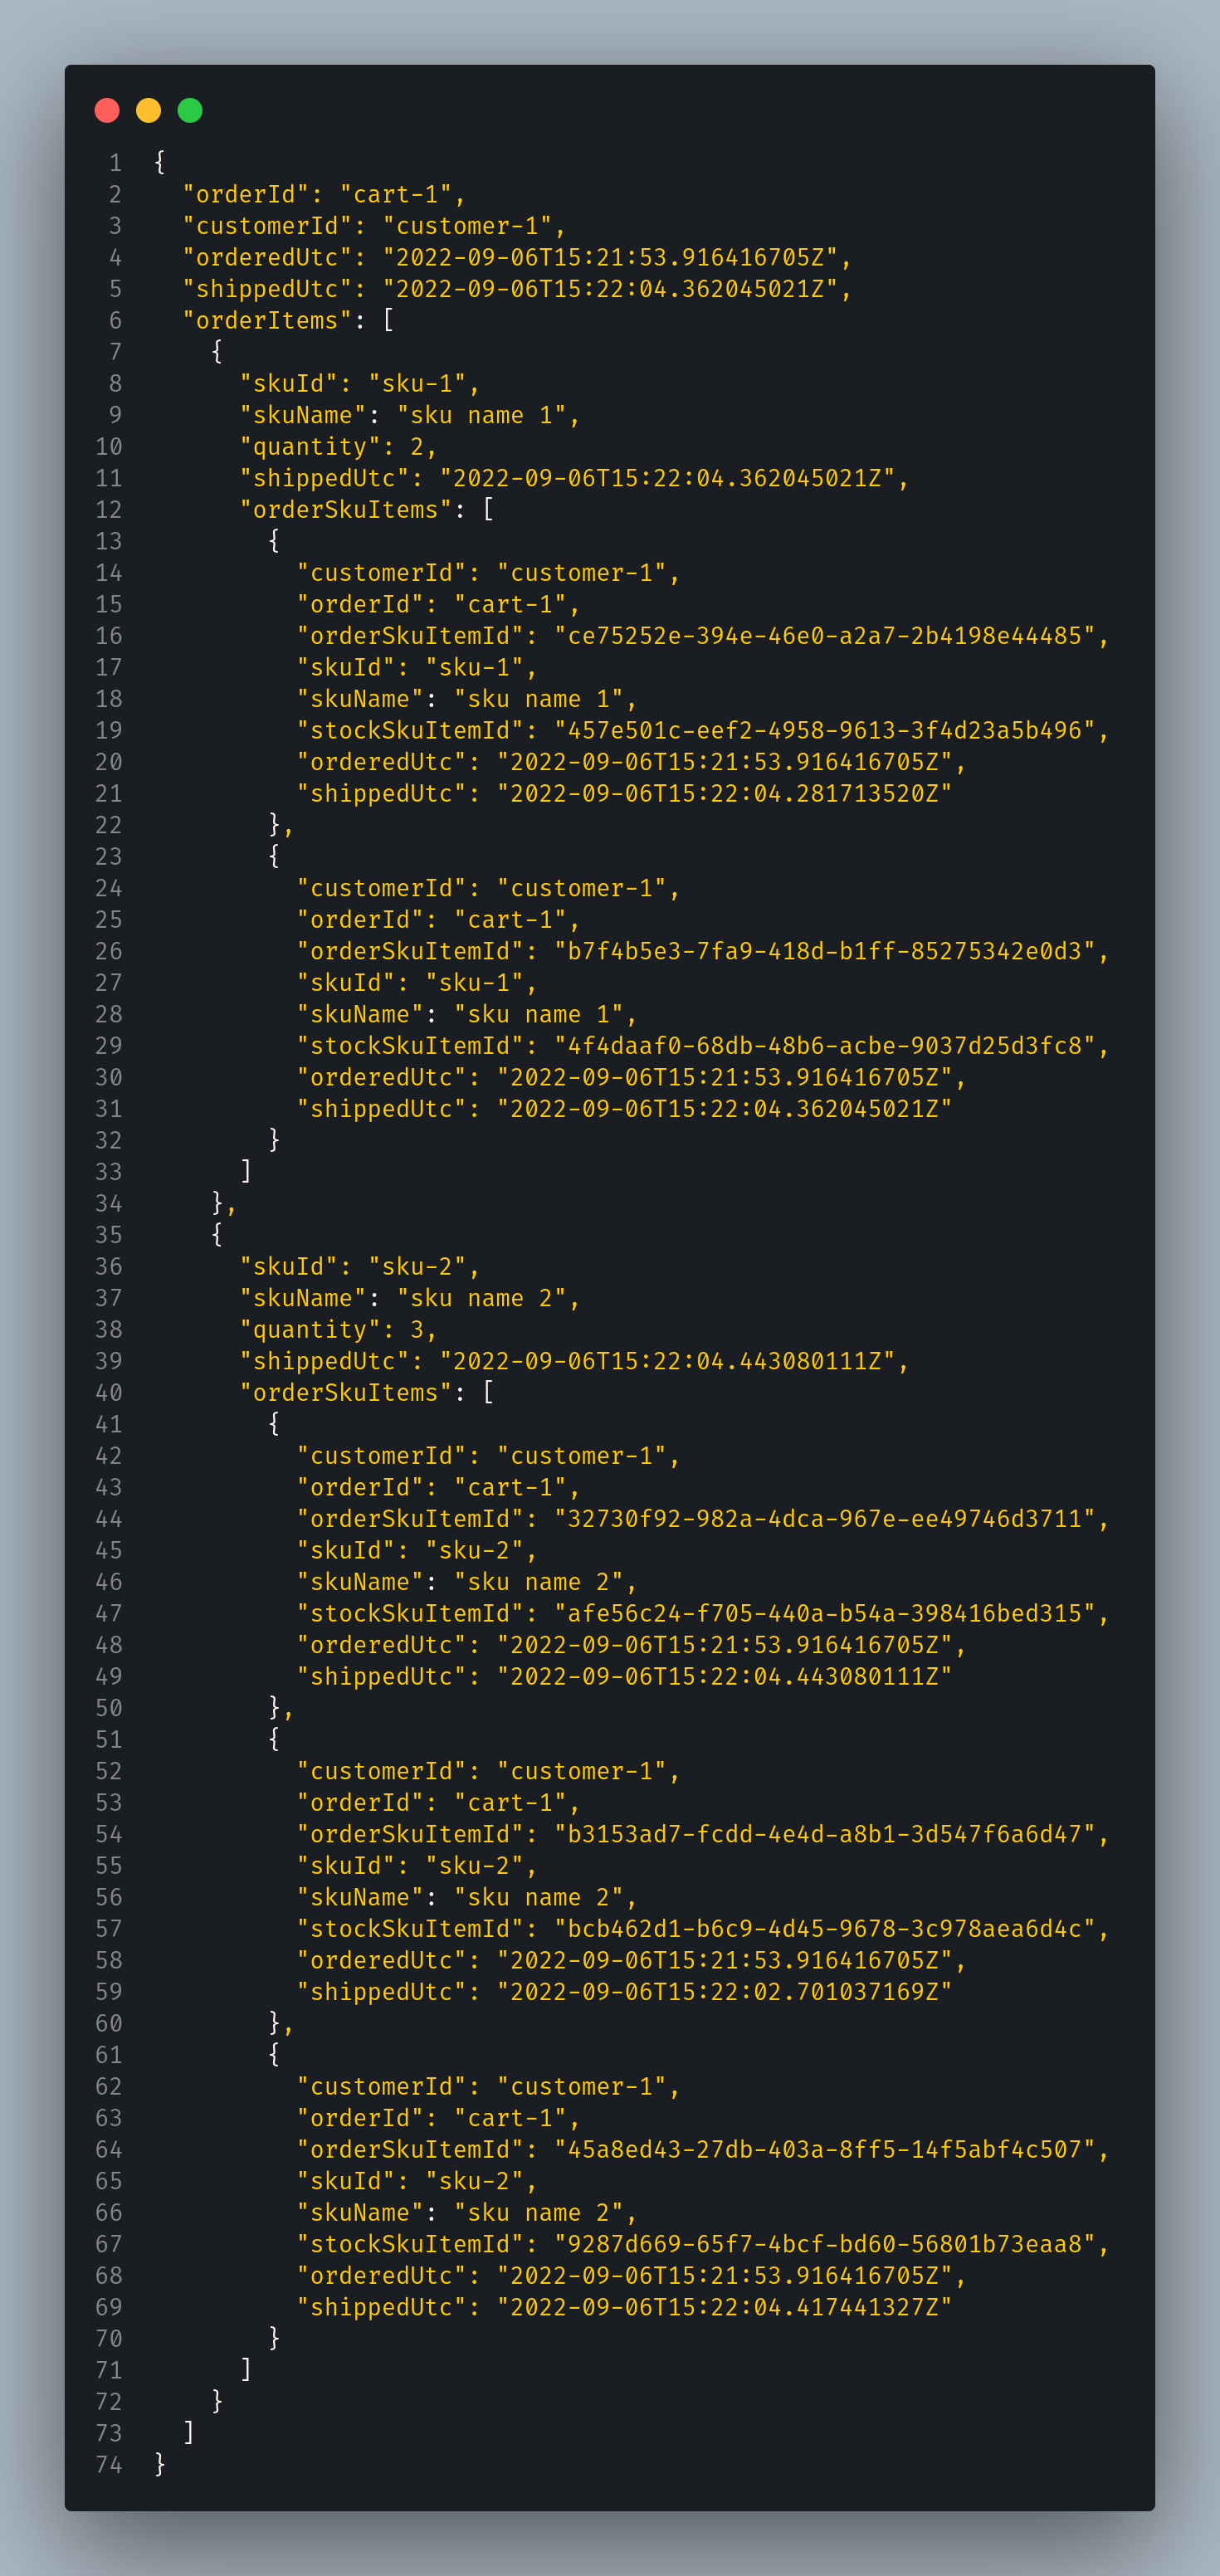 1 {
2   "orderId": "cart-1",
3   "customerId": "customer-1",
4   "orderedUtc": "2022-09-06T15:21:53.916416705Z",
5   "shippedUtc": "2022-09-06T15:22:04.362045021Z",
6   "orderItems": [
7     {
8       "skuId": "sku-1",
9       "skuName": "sku name 1",
10       "quantity": 2,
11       "shippedUtc": "2022-09-06T15:22:04.362045021Z",
12       "orderSkuItems": [
13         {
14           "customerId": "customer-1",
15           "orderId": "cart-1",
16           "orderSkuItemId": "ce75252e-394e-46e0-a2a7-2b4198e44485",
17           "skuId": "sku-1",
18           "skuName": "sku name 1",
19           "stockSkuItemId": "457e501c-eef2-4958-9613-3f4d23a5b496",
20           "orderedUtc": "2022-09-06T15:21:53.916416705Z",
21           "shippedUtc": "2022-09-06T15:22:04.281713520Z"
22         },
23         {
24           "customerId": "customer-1",
25           "orderId": "cart-1",
26           "orderSkuItemId": "b7f4b5e3-7fa9-418d-b1ff-85275342e0d3",
27           "skuId": "sku-1",
28           "skuName": "sku name 1",
29           "stockSkuItemId": "4f4daaf0-68db-48b6-acbe-9037d25d3fc8",
30           "orderedUtc": "2022-09-06T15:21:53.916416705Z",
31           "shippedUtc": "2022-09-06T15:22:04.362045021Z"
32         }
33       ]
34     },
35     {
36       "skuId": "sku-2",
37       "skuName": "sku name 2",
38       "quantity": 3,
39       "shippedUtc": "2022-09-06T15:22:04.443080111Z",
40       "orderSkuItems": [
41         {
42           "customerId": "customer-1",
43           "orderId": "cart-1",
44           "orderSkuItemId": "32730f92-982a-4dca-967e-ee49746d3711",
45           "skuId": "sku-2",
46           "skuName": "sku name 2",
47           "stockSkuItemId": "afe56c24-f705-440a-b54a-398416bed315",
48           "orderedUtc": "2022-09-06T15:21:53.916416705Z",
49           "shippedUtc": "2022-09-06T15:22:04.443080111Z"
50         },
51         {
52           "customerId": "customer-1",
53           "orderId": "cart-1",
54           "orderSkuItemId": "b3153ad7-fcdd-4e4d-a8b1-3d547f6a6d47",
55           "skuId": "sku-2",
56           "skuName": "sku name 2",
57           "stockSkuItemId": "bcb462d1-b6c9-4d45-9678-3c978aea6d4c",
58           "orderedUtc": "2022-09-06T15:21:53.916416705Z",
59           "shippedUtc": "2022-09-06T15:22:02.701037169Z"
60         },
61         {
62           "customerId": "customer-1",
63           "orderId": "cart-1",
64           "orderSkuItemId": "45a8ed43-27db-403a-8ff5-14f5abf4c507",
65           "skuId": "sku-2",
66           "skuName": "sku name 2",
67           "stockSkuItemId": "9287d669-65f7-4bcf-bd60-56801b73eaa8",
68           "orderedUtc": "2022-09-06T15:21:53.916416705Z",
69           "shippedUtc": "2022-09-06T15:22:04.417441327Z"
70         }
71       ]
72     }
73   ]
74 }